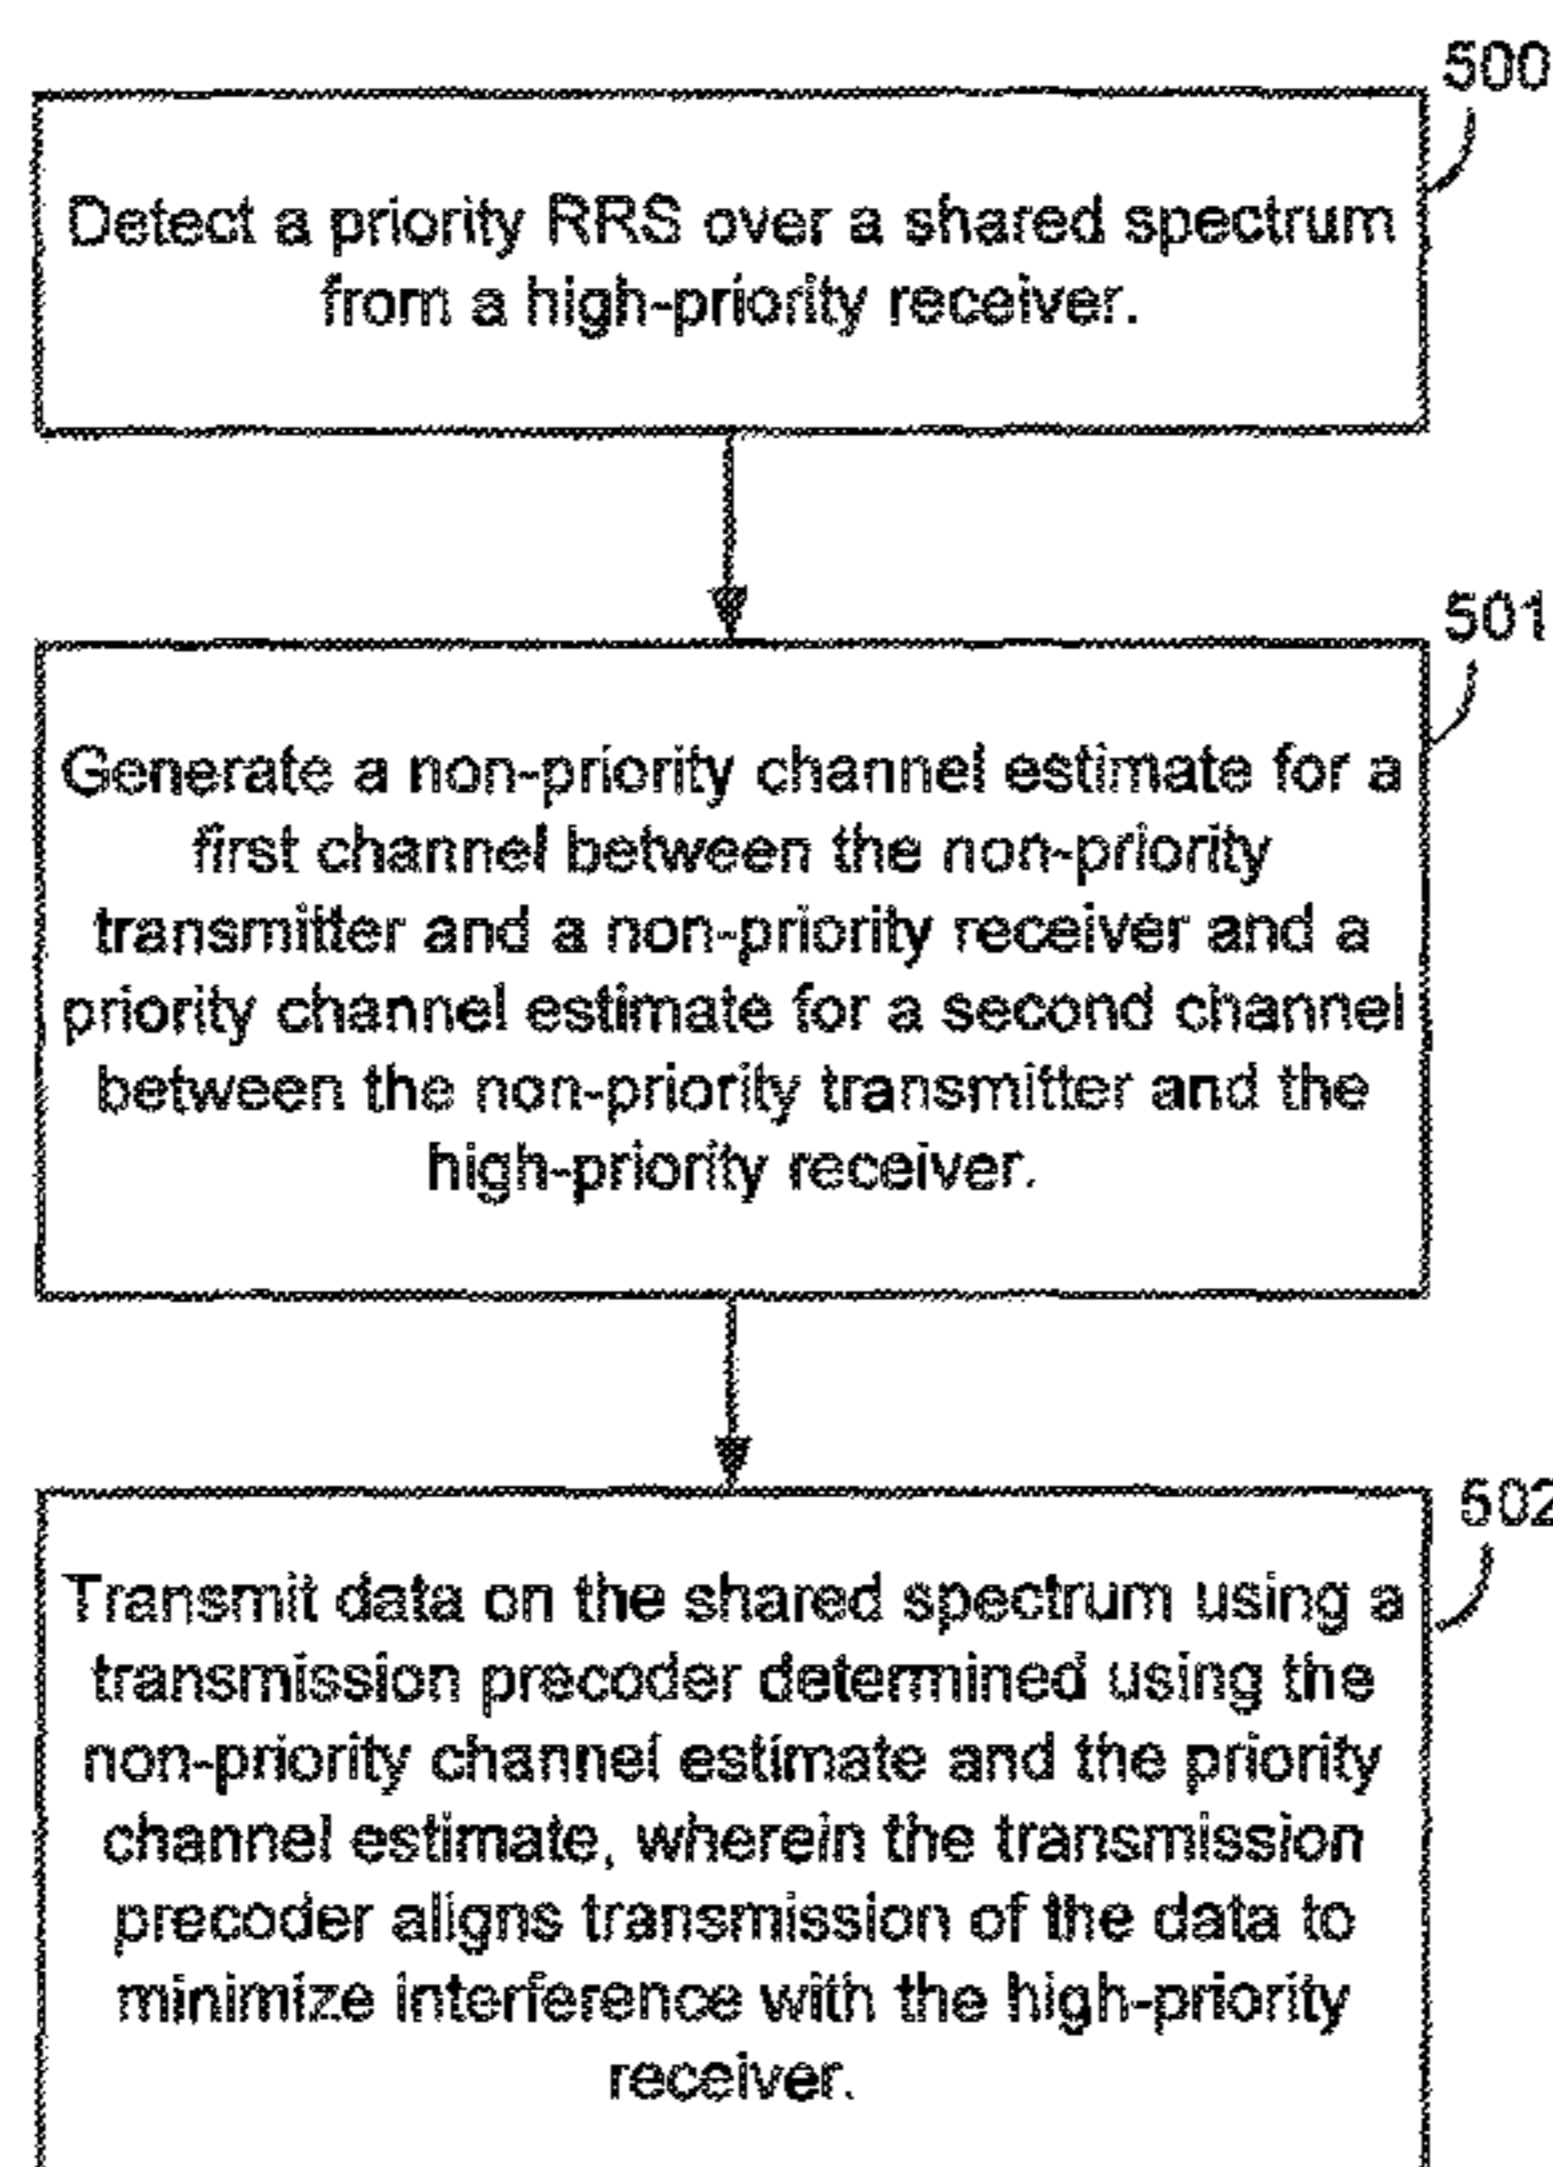 500
Detect a priority RRS over a shared spectrum
from a high-priority receiver.
501
Generate a non-priority channel estimate for a
first channel between the non-priority
transmitter and a non-priority receiver and a
priority channel estimate for a second channel
between the non-priority transmitter and the
high-priority receiver.
502
Transmit data on the shared spectrum using a
transmission precoder determined using the
non-priority channel estimate and the priority
channel estimate, wherein the transmission
precoder aligns transmission of the data to
minimize interference with the high-priority
receiver.